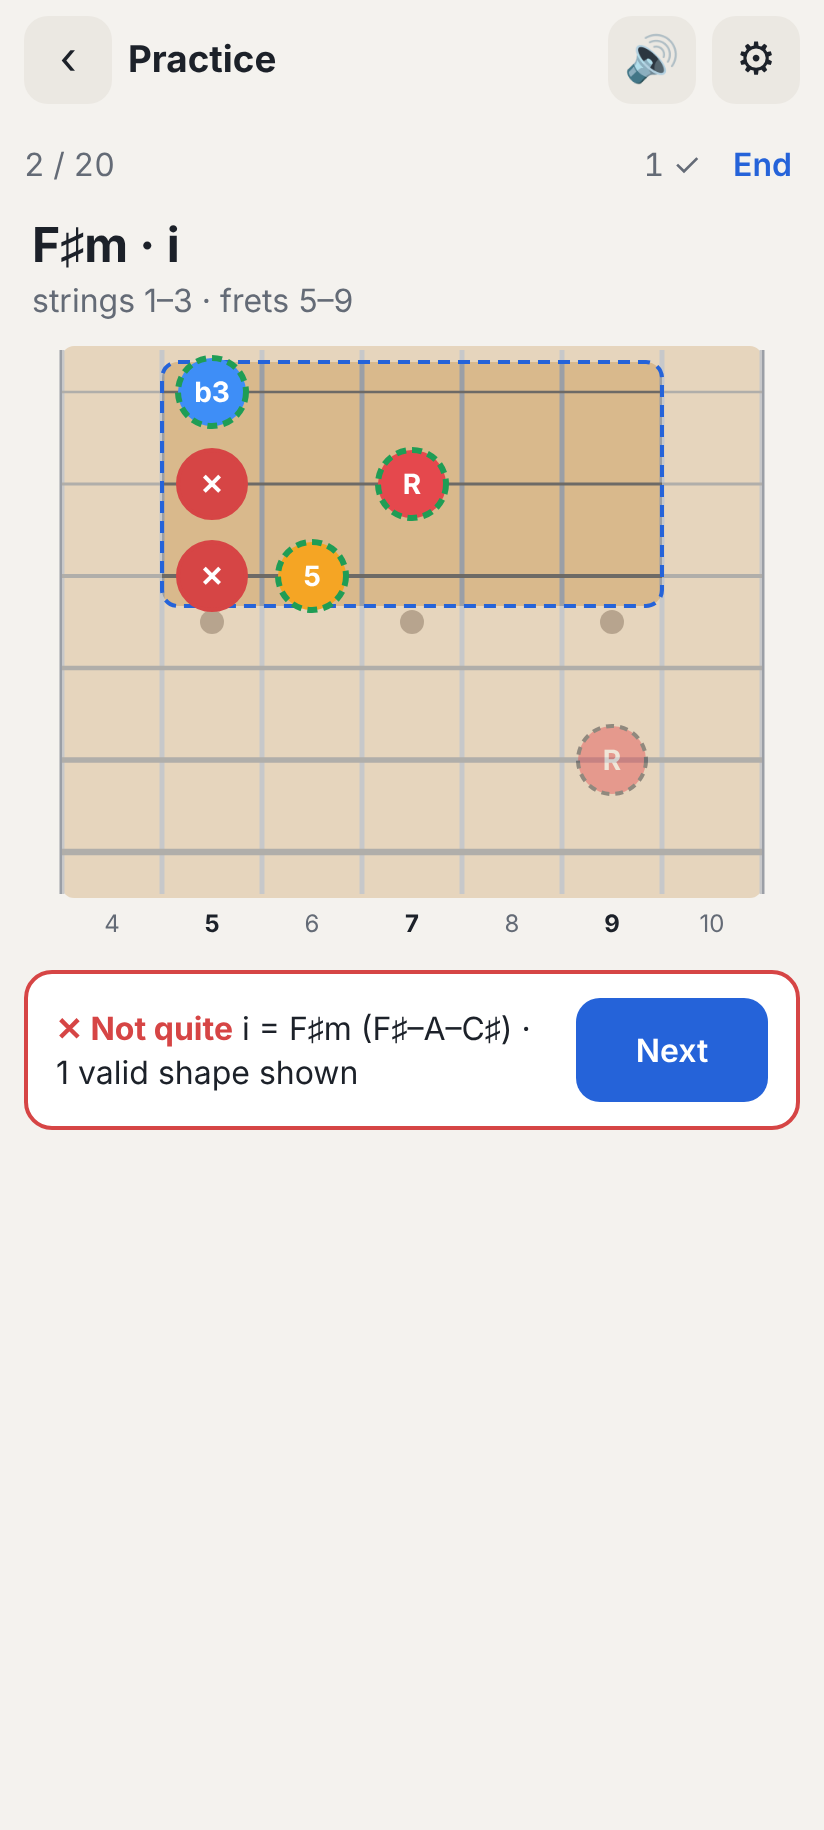 Practice
2 / 20 1 ✓ End
F♯m · i
strings 1–3 · frets 5–9
b3
✕ R
✕ 5
R
4 5 6 7 8 9 10
✕ Not quite i = F♯m (F♯–A–C♯) ·
1 valid shape shown
Next